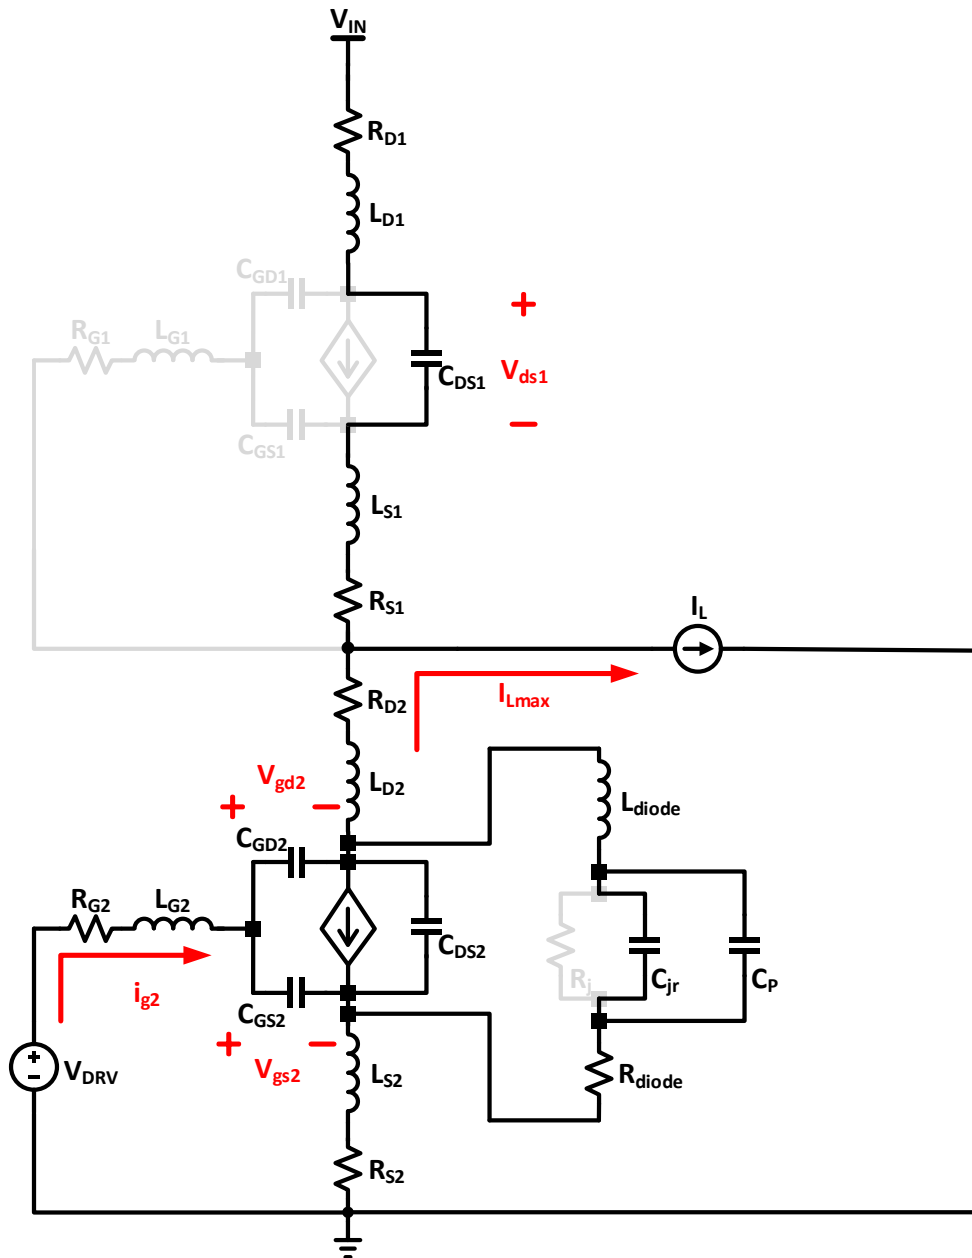 VIN
RD1
LD1
CGD1
RG1
LG1
+
CDS1
Vds1
−
CGS1
LS1
RS1
IL
RD2
ILmax
LD2
Vgd2
+ −
Ldiode
CGD2
RG2
LG2
CDS2
ig2
Rj
Cjr
CP
CGS2
+ −
Vgs2
VDRV
LS2
Rdiode
RS2